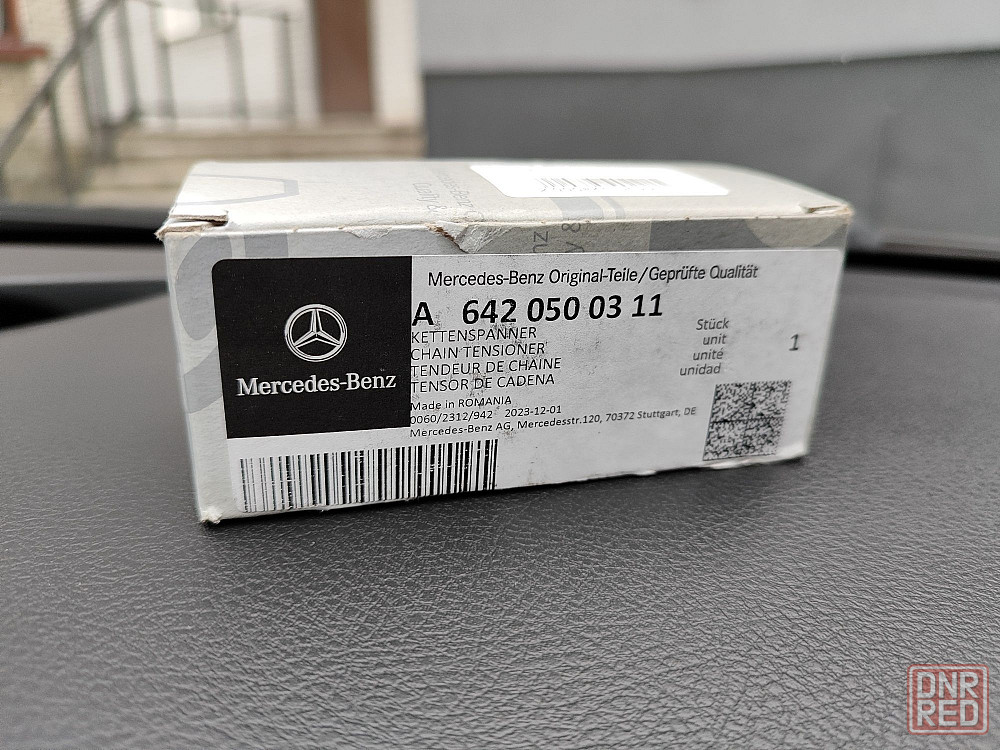 Mercedes-Benz Original-Teile/Geprüfte Qualität
A 642 050 03 11
KETTENSPANNER
CHAIN TENSIONER
TENDEUR DE CHAINE
TENSOR DE CADENA
Stück
unit
unité
unidad
1
Made in ROMANIA
0060/2312/942 2023-12-01
Mercedes-Benz AG, Mercedesstr.120, 70372 Stuttgart, DE
Mercedes-Benz
DNR
RED